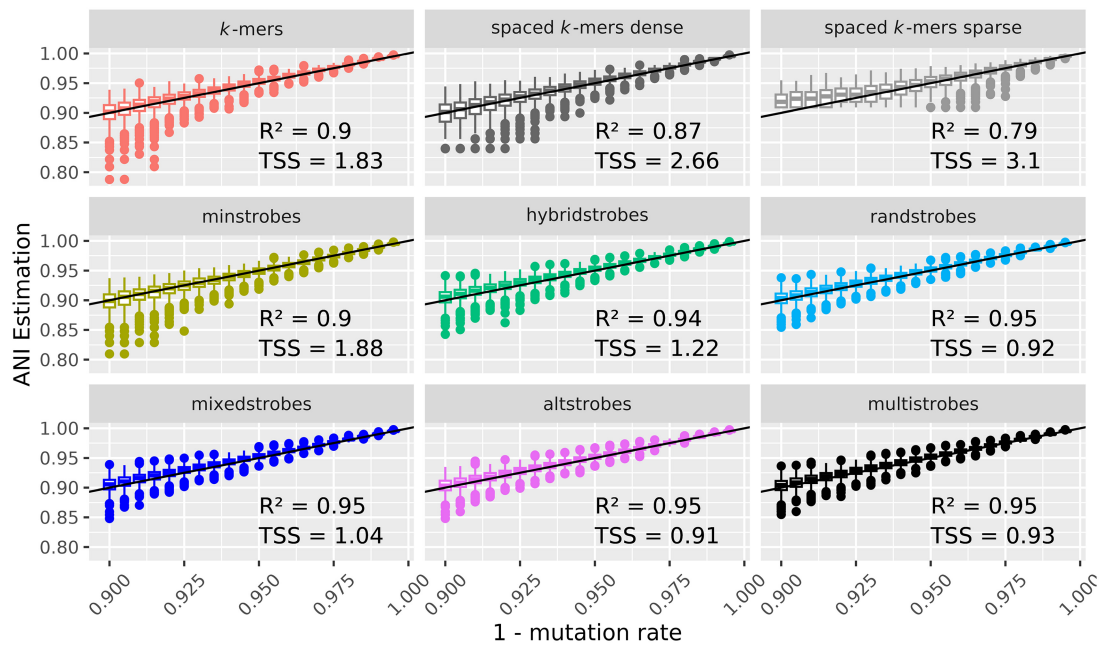 k-mers
spaced k-mers dense
spaced k-mers sparse
1.00
0.95
0.90
0.85
0.80
R² = 0.9
TSS = 1.83
R² = 0.87
TSS = 2.66
R² = 0.79
TSS = 3.1
minstrobes
hybridstrobes
randstrobes
1.00
0.95
0.90
0.85
0.80
R² = 0.9
TSS = 1.88
R² = 0.94
TSS = 1.22
R² = 0.95
TSS = 0.92
mixedstrobes
altstrobes
multistrobes
1.00
0.95
0.90
0.85
0.80
R² = 0.95
TSS = 1.04
R² = 0.95
TSS = 0.91
R² = 0.95
TSS = 0.93
ANI Estimation
0.900
0.925
0.950
0.975
1.000
0.900
0.925
0.950
0.975
1.000
0.900
0.925
0.950
0.975
1.000
1 - mutation rate